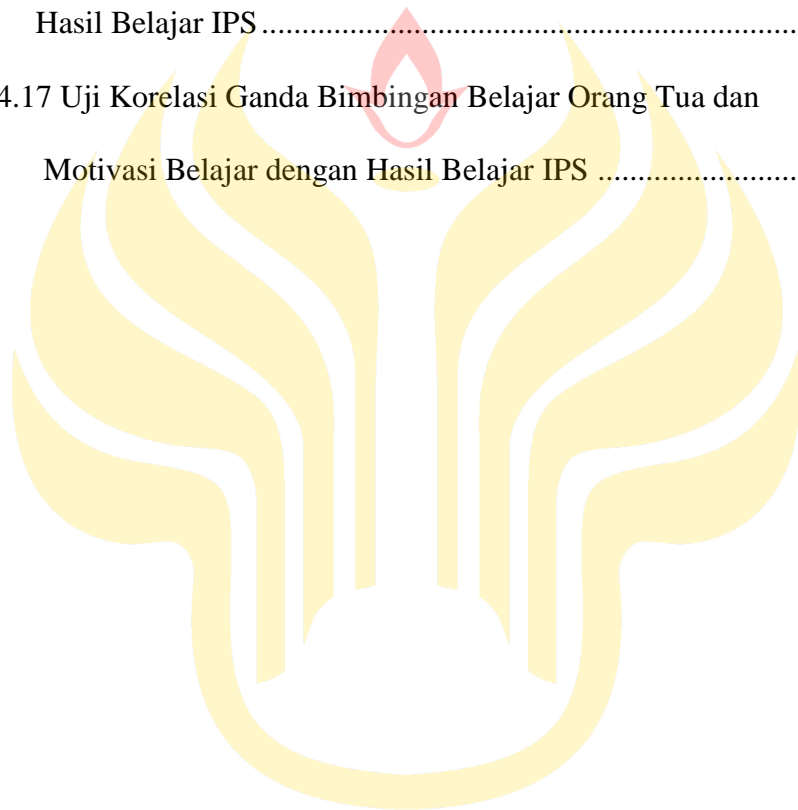 Hasil Belajar IPS ..................................................................
4.17 Uji Korelasi Ganda Bimbingan Belajar Orang Tua dan
Motivasi Belajar dengan Hasil Belajar IPS .........................